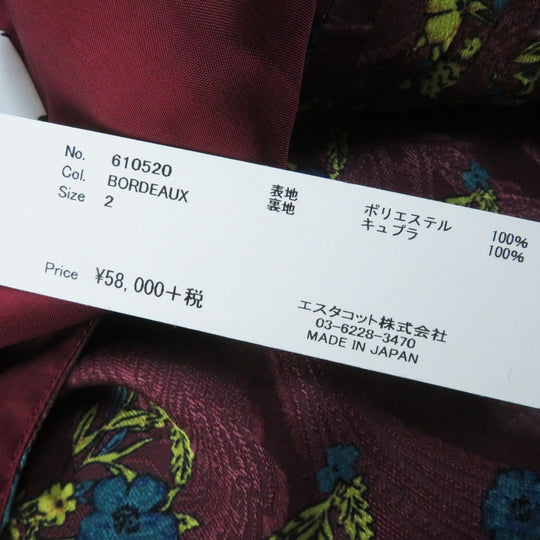 No. 610520
Col. BORDEAUX
Size 2
表地 ポリエステル 100%
裏地 キュプラ 100%
Price ¥58,000+税
エスタコット株式会社
03-6228-3470
MADE IN JAPAN